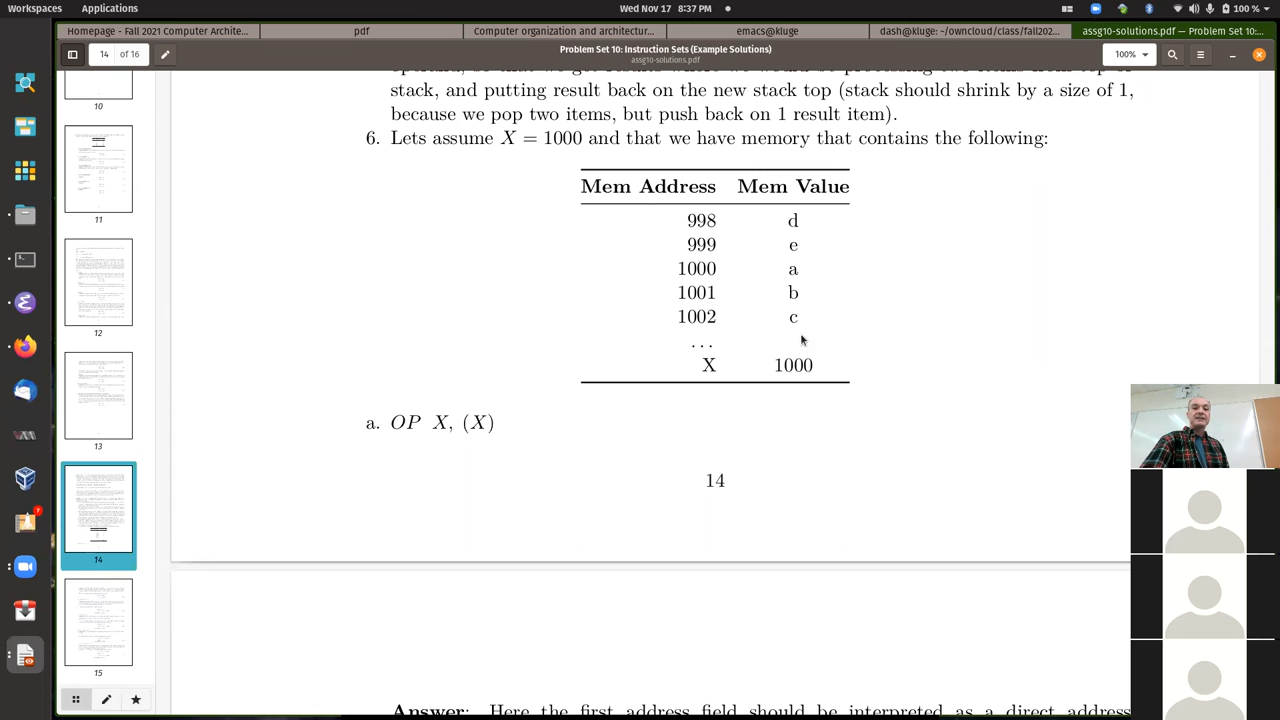 Workspaces Applications
Wed Nov 17 8:37 PM
100 %
Homepage - Fall 2021 Computer Archite...
pdf
Computer organization and architectur...
emacs@kluge
dash@kluge: ~/owncloud/class/fall202...
assg10-solutions.pdf — Problem Set 10:...
14 of 16
Problem Set 10: Instruction Sets (Example Solutions)
assg10-solutions.pdf
100%
stack, and putting result back on the new stack top (stack should shrink by a size of 1,
because we pop two items, but push back on 1 result item).
6. Lets assume X = 1000 and that we have memory that contains the following:
Mem Address Mem Value
998 d
999 e
1000 a
1001 b
1002 c
...
X 1000
a. OP X, (X)
14
Answer: Here the first address field should be interpreted as a direct address
10
11
12
13
14
15
7